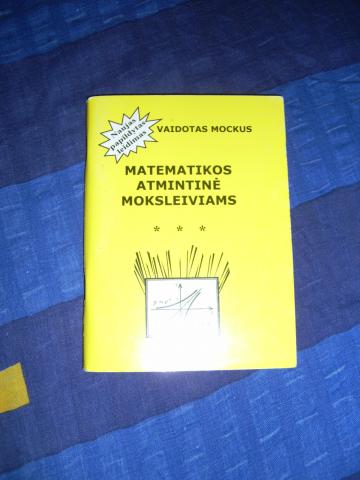 Naujas
papildytas
leidimas
VAIDOTAS MOCKUS
MATEMATIKOS
ATMINTINĖ
MOKSLEIVIAMS
* * *